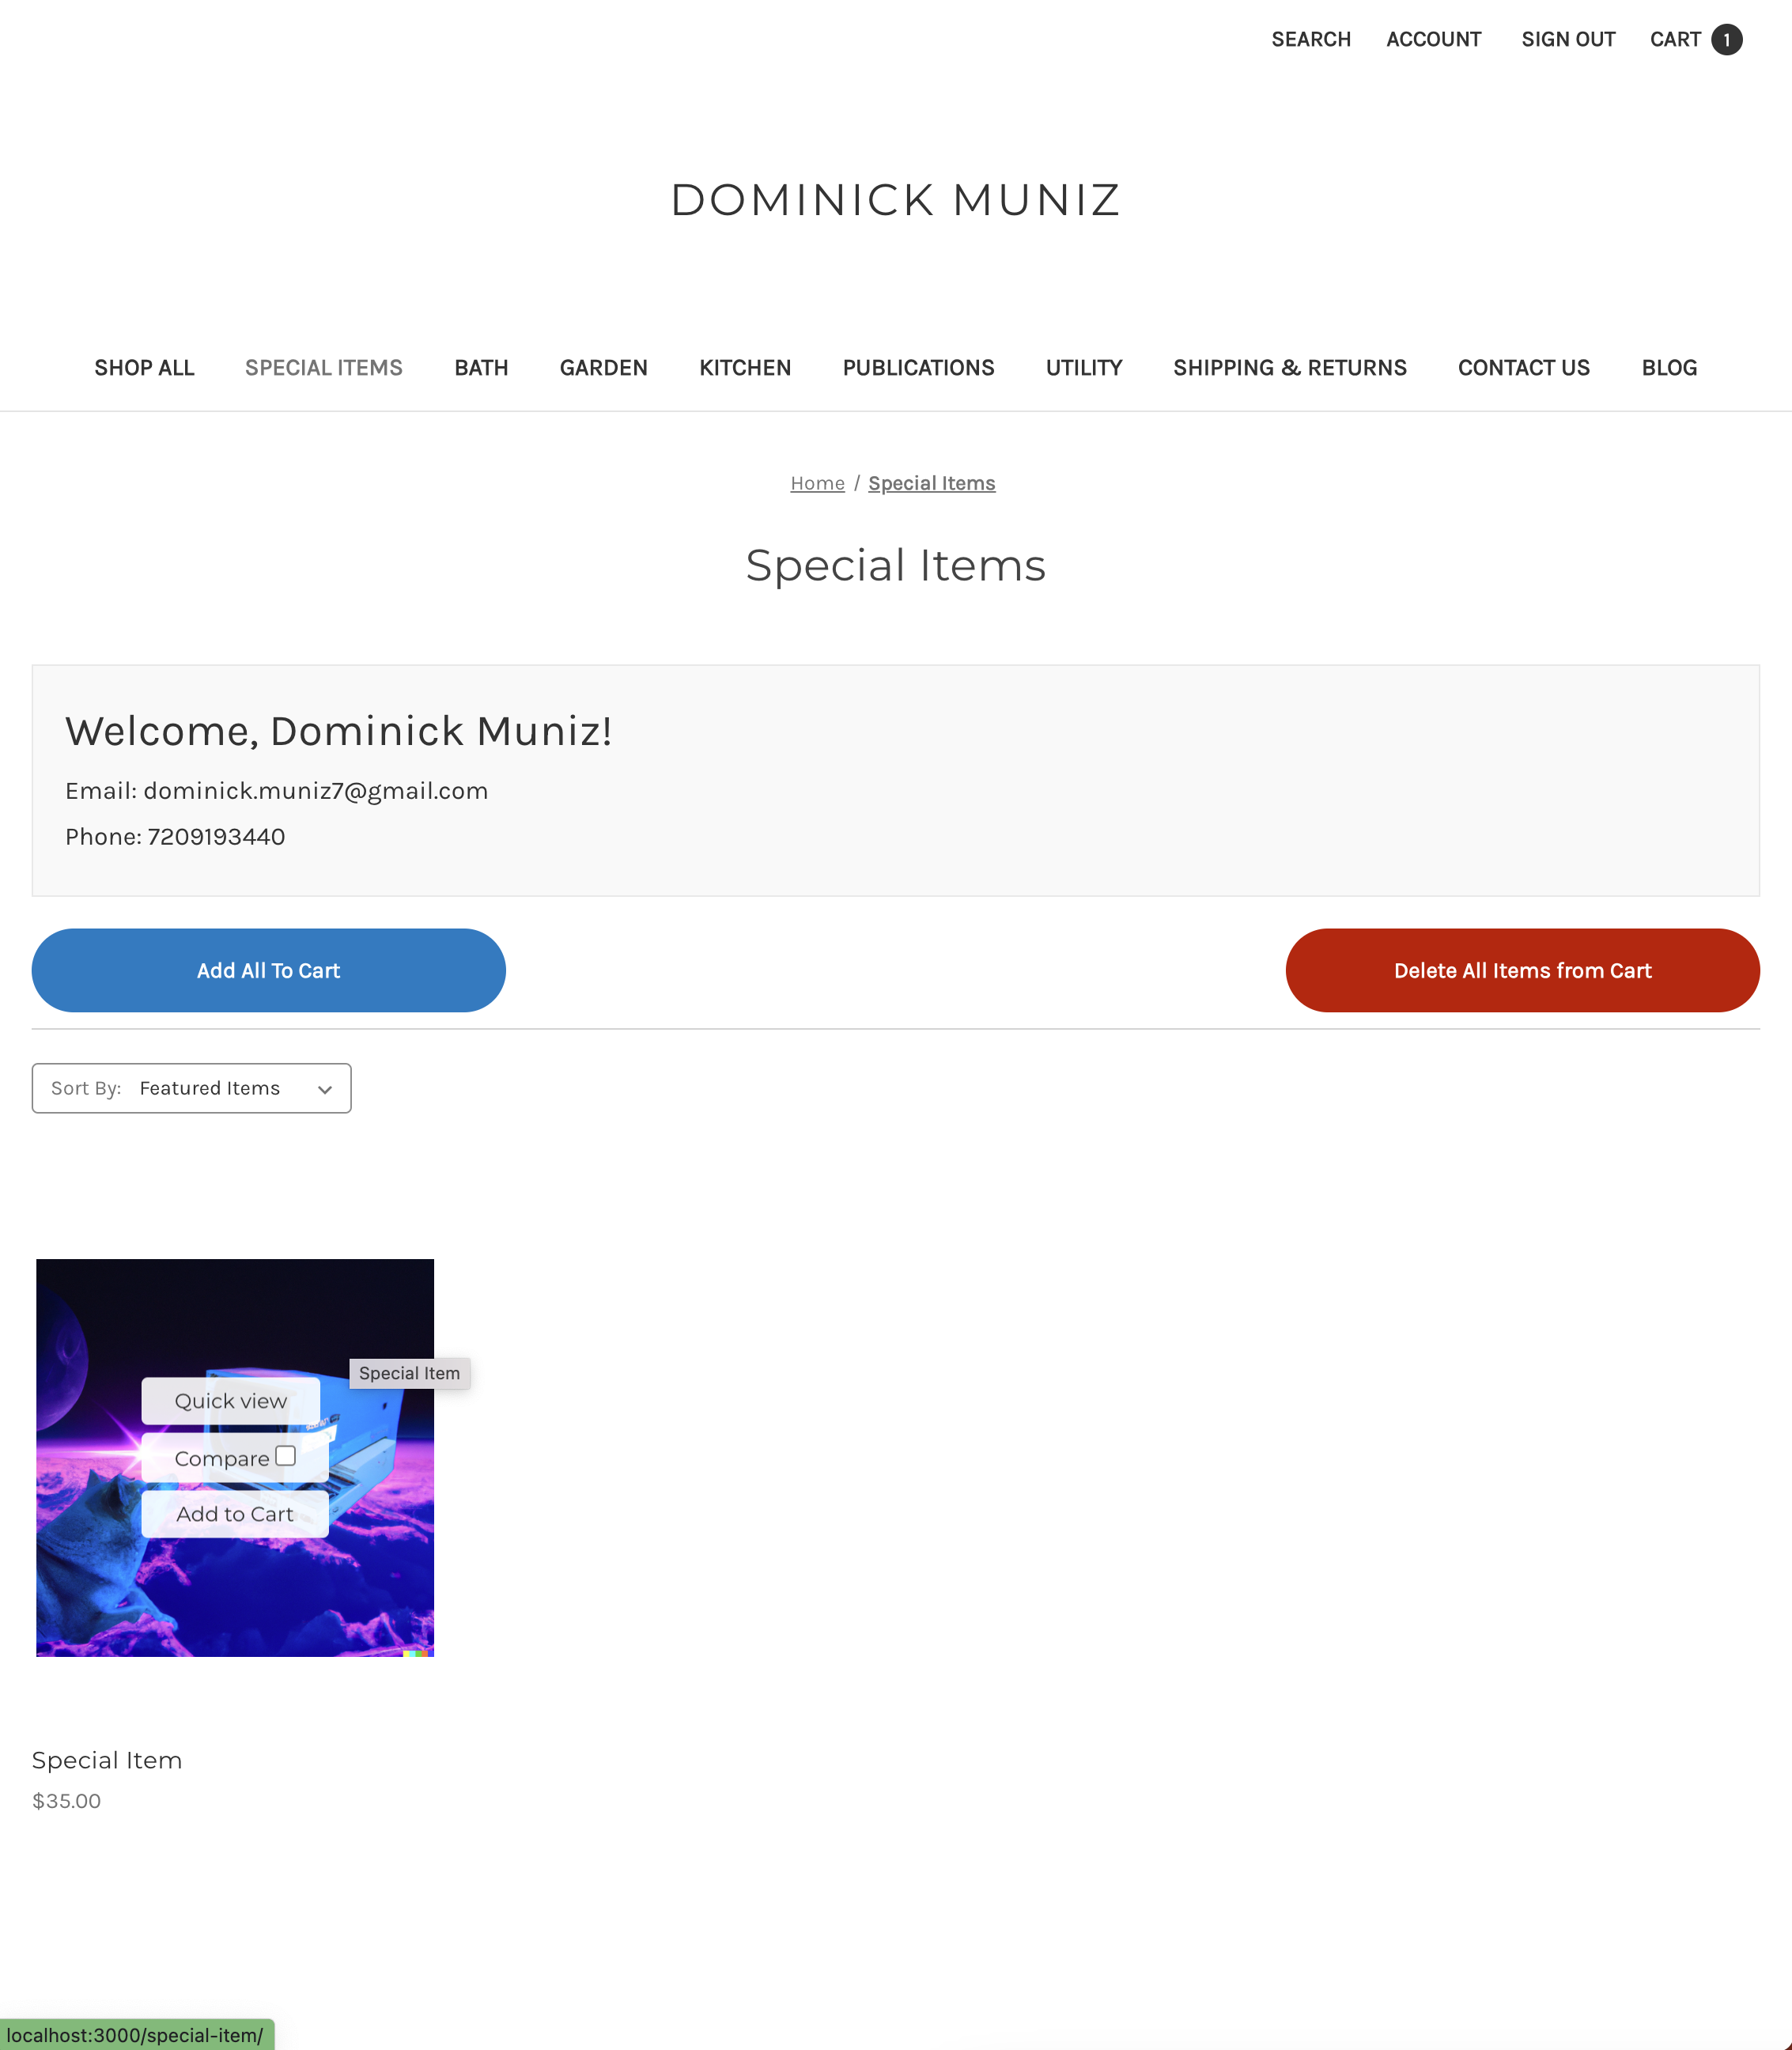 SEARCH ACCOUNT SIGN OUT CART 1
DOMINICK MUNIZ
SHOP ALL SPECIAL ITEMS BATH GARDEN KITCHEN PUBLICATIONS UTILITY SHIPPING & RETURNS CONTACT US BLOG
Home / Special Items
Special Items
Welcome, Dominick Muniz!
Email: dominick.muniz7@gmail.com
Phone: 7209193440
Add All To Cart Delete All Items from Cart
Sort By: Featured Items
Special Item
Quick view
Compare
Add to Cart
Special Item
$35.00
localhost:3000/special-item/